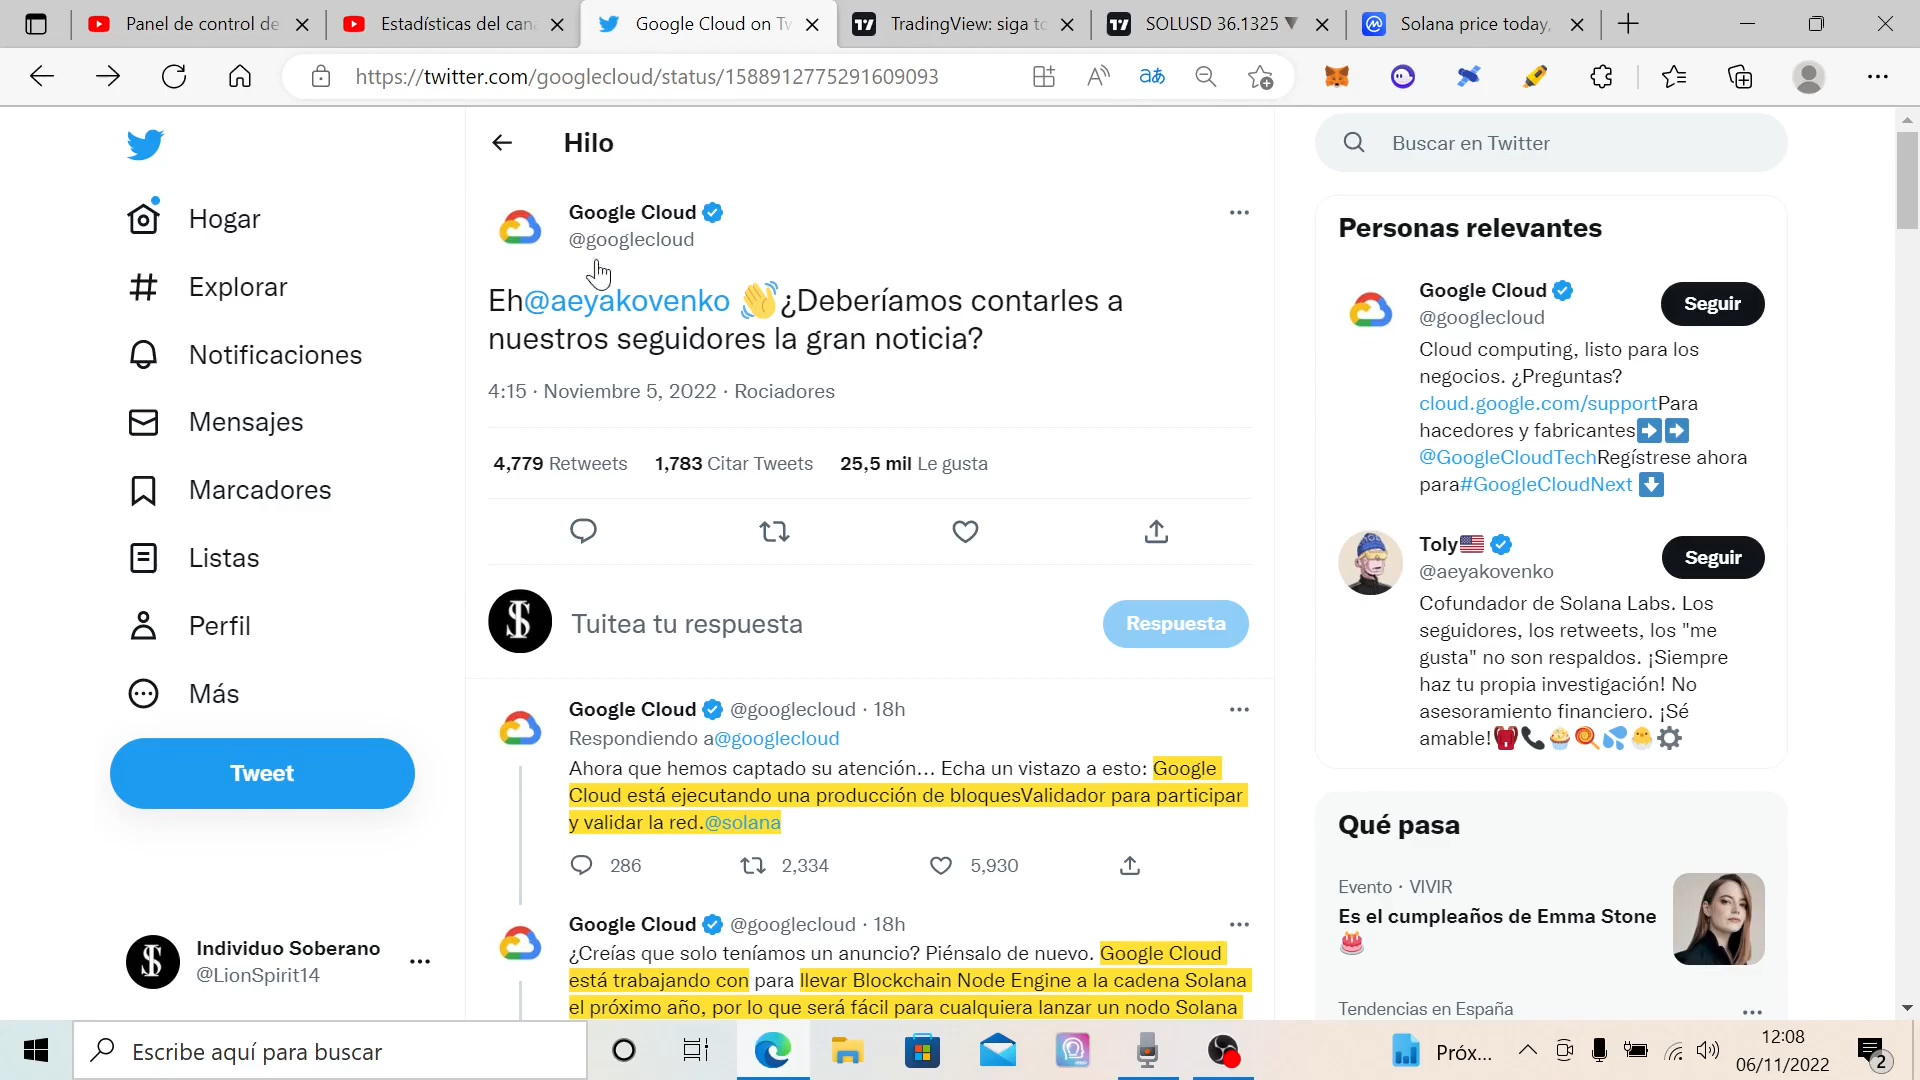 Panel de control de
Estadísticas del can
Google Cloud on Tw
TradingView: siga to
SOLUSD 36.1325 ▼
Solana price today,
https://twitter.com/googlecloud/status/1588912775291609093
Hogar
Explorar
Notificaciones
Mensajes
Marcadores
Listas
Perfil
Más
Tweet
Individuo Soberano
@LionSpirit14
Hilo
Google Cloud
@googlecloud
Eh@aeyakovenko 👋¿Deberíamos contarles a
nuestros seguidores la gran noticia?
4:15 · Noviembre 5, 2022 · Rociadores
4,779 Retweets 1,783 Citar Tweets 25,5 mil Le gusta
Tuitea tu respuesta
Respuesta
Google Cloud @googlecloud · 18h
Respondiendo a@googlecloud
Ahora que hemos captado su atención... Echa un vistazo a esto: Google
Cloud está ejecutando una producción de bloquesValidador para participar
y validar la red.@solana
286 2,334 5,930
Google Cloud @googlecloud · 18h
¿Creías que solo teníamos un anuncio? Piénsalo de nuevo. Google Cloud
está trabajando con para llevar Blockchain Node Engine a la cadena Solana
el próximo año, por lo que será fácil para cualquiera lanzar un nodo Solana
Buscar en Twitter
Personas relevantes
Google Cloud
@googlecloud
Seguir
Cloud computing, listo para los
negocios. ¿Preguntas?
cloud.google.com/supportPara
hacedores y fabricantes➡️➡️
@GoogleCloudTechRegístrese ahora
para#GoogleCloudNext ⬇️
Toly🇺🇸
@aeyakovenko
Seguir
Cofundador de Solana Labs. Los
seguidores, los retweets, los "me
gusta" no son respaldos. ¡Siempre
haz tu propia investigación! No
asesoramiento financiero. ¡Sé
amable!
Qué pasa
Evento · VIVIR
Es el cumpleaños de Emma Stone
🎂
Tendencias en España
Escribe aquí para buscar
Próx...
12:08
06/11/2022
2